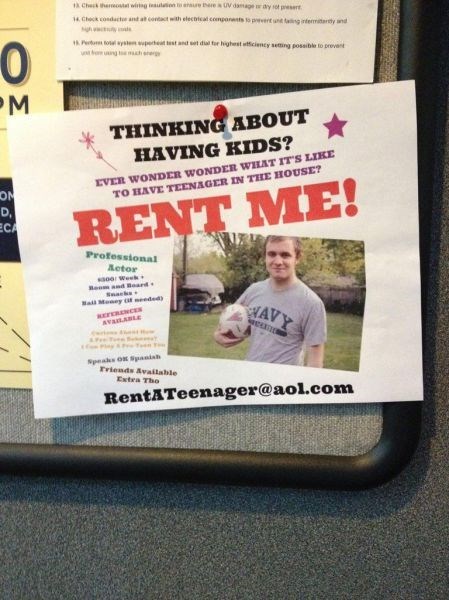 13. Check thermostat wiring insulation to ensure there is UV damage or dry rot present.
14. Check conductor and all contact with electrical components to prevent unit failing intermittently and
high electricity costs.
15. Perform total system superheat test and set dial for highest efficiency setting possible to prevent
unit from using too much energy.
0
PM
THINKING ABOUT
HAVING KIDS?
EVER WONDER WONDER WHAT IT'S LIKE
TO HAVE TEENAGER IN THE HOUSE?
RENT ME!
Professional
Actor
$300/ Week +
Room and Board +
Snacks +
Bail Money (if needed)
REFERENCES
AVAILABLE
Curious About How
A Pre-Teen Behaves?
I Can Play A Pre-Teen Too
Speaks OK Spanish
Friends Available
Extra Tho
NAVY
RentATeenager@aol.com